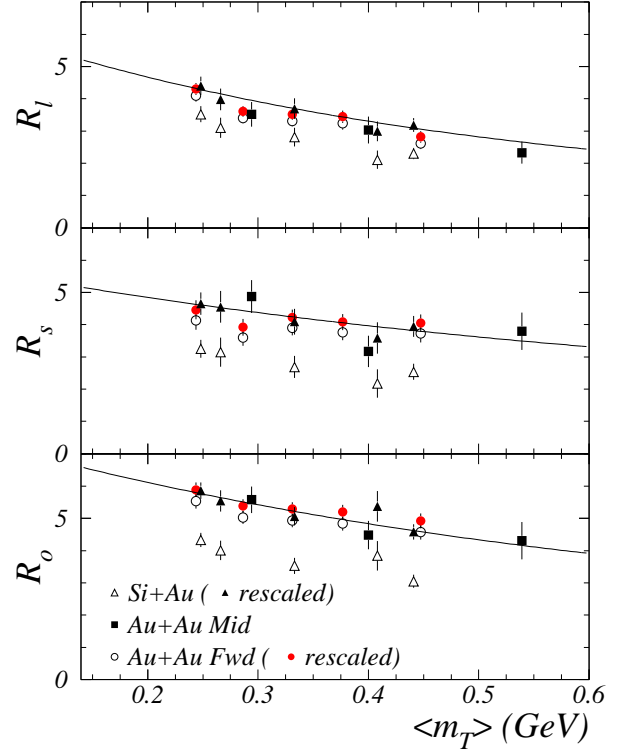 R_l
5
0
R_s
5
0
R_o
5
0
△ Si+Au ( ▲ rescaled)
■ Au+Au Mid
○ Au+Au Fwd ( ● rescaled)
0.2 0.3 0.4 0.5 0.6
<m_T> (GeV)